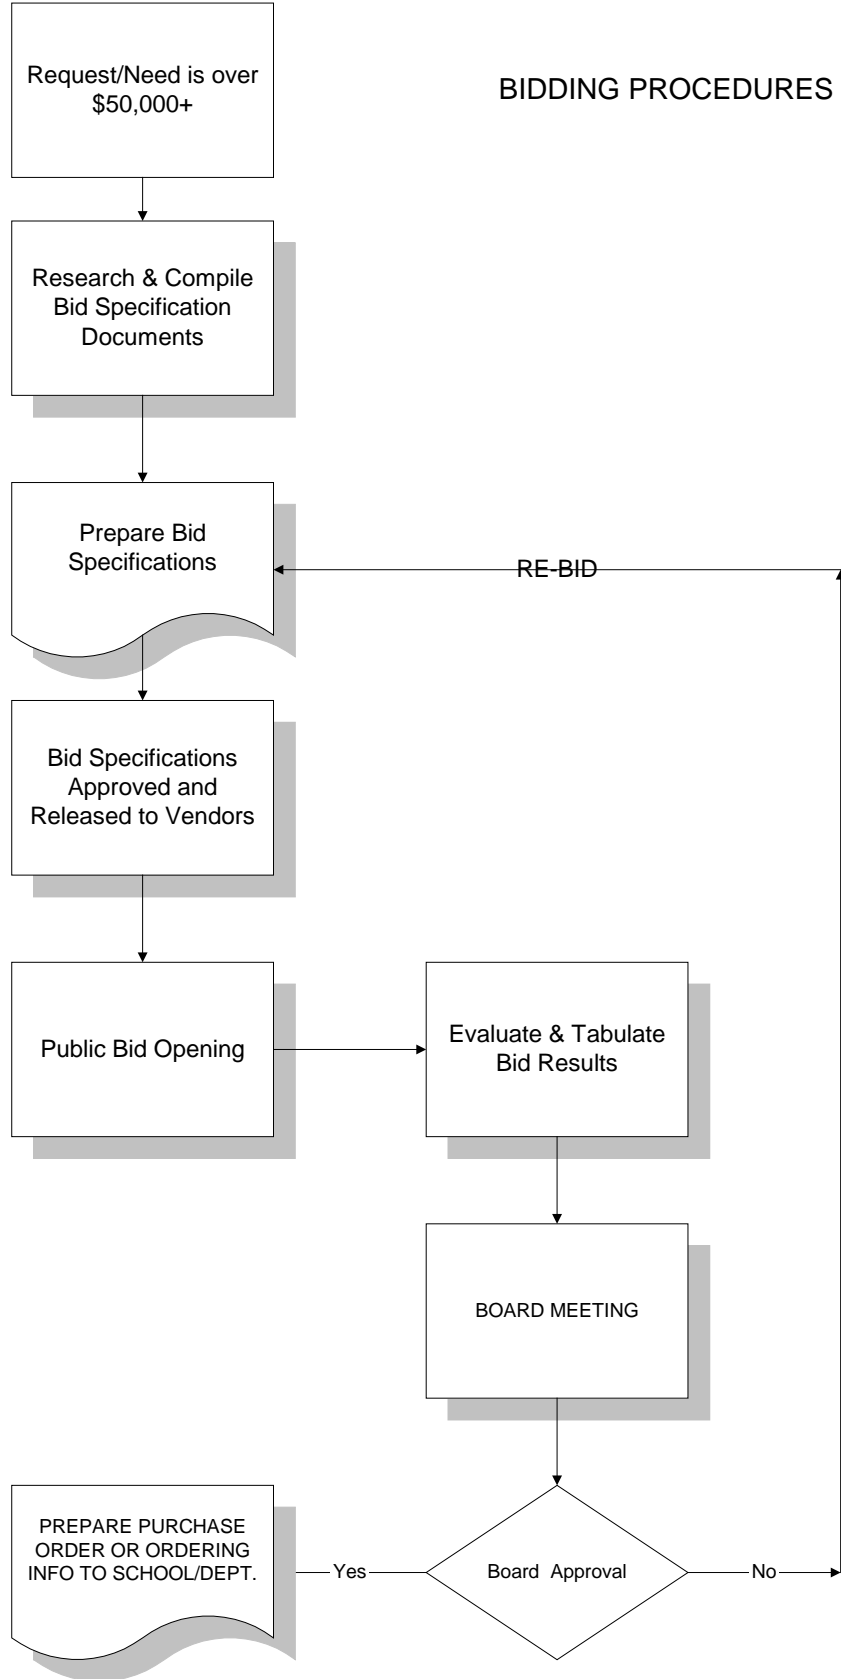 BIDDING PROCEDURES
Request/Need is over
$50,000+
Research & Compile
Bid Specification
Documents
Prepare Bid
Specifications
RE-BID
Bid Specifications
Approved and
Released to Vendors
Public Bid Opening
Evaluate & Tabulate
Bid Results
BOARD MEETING
Board Approval
Yes
No
PREPARE PURCHASE
ORDER OR ORDERING
INFO TO SCHOOL/DEPT.